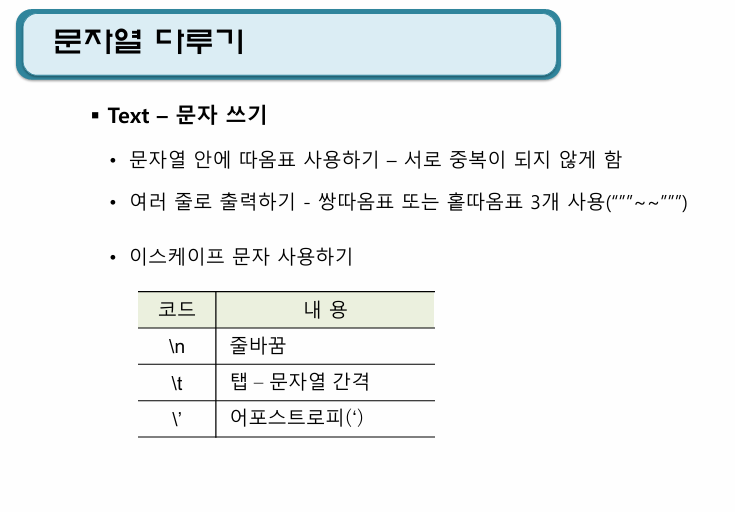 문자열 다루기
▪ Text – 문자 쓰기
• 문자열 안에 따옴표 사용하기 – 서로 중복이 되지 않게 함
• 여러 줄로 출력하기 - 쌍따옴표 또는 홑따옴표 3개 사용(“””~~”””)
• 이스케이프 문자 사용하기
코드 내 용
\n 줄바꿈
\t 탭 – 문자열 간격
\’ 어포스트로피(‘)